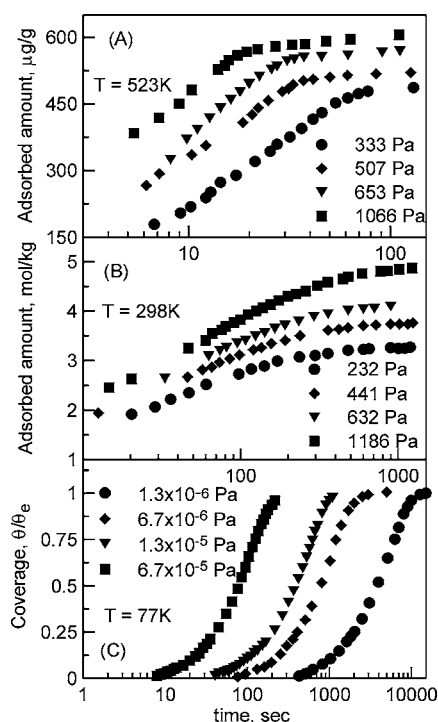 600
(A)
T = 523K
450
300
150
333 Pa
507 Pa
653 Pa
1066 Pa
Adsorbed amount, μg/g
10
100
5
(B)
T = 298K
4
3
2
1
232 Pa
441 Pa
632 Pa
1186 Pa
Adsorbed amount, mol/kg
100
1000
1
1.3x10⁻⁶ Pa
6.7x10⁻⁶ Pa
1.3x10⁻⁵ Pa
6.7x10⁻⁵ Pa
0.75
0.5
0.25
0
T = 77K
(C)
Coverage, θ/θₑ
1
10
100
1000
10000
time, sec